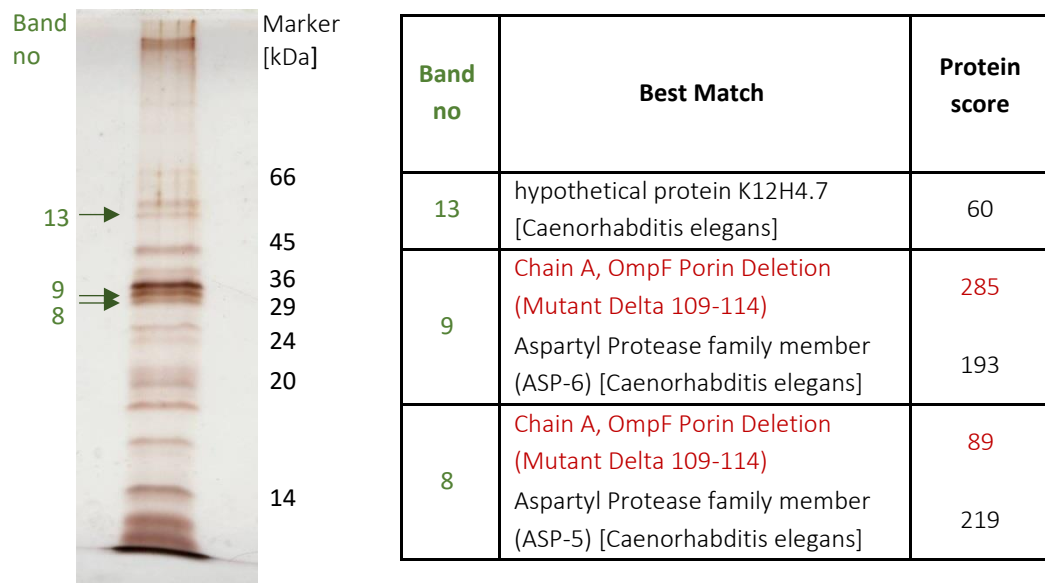 Band
no
Marker
[kDa]
66
45
36
29
24
20
14
13
9
8
Band
no
Best Match
Protein
score
13
hypothetical protein K12H4.7
[Caenorhabditis elegans]
60
9
Chain A, OmpF Porin Deletion
(Mutant Delta 109-114)
285
Aspartyl Protease family member
(ASP-6) [Caenorhabditis elegans]
193
8
Chain A, OmpF Porin Deletion
(Mutant Delta 109-114)
89
Aspartyl Protease family member
(ASP-5) [Caenorhabditis elegans]
219